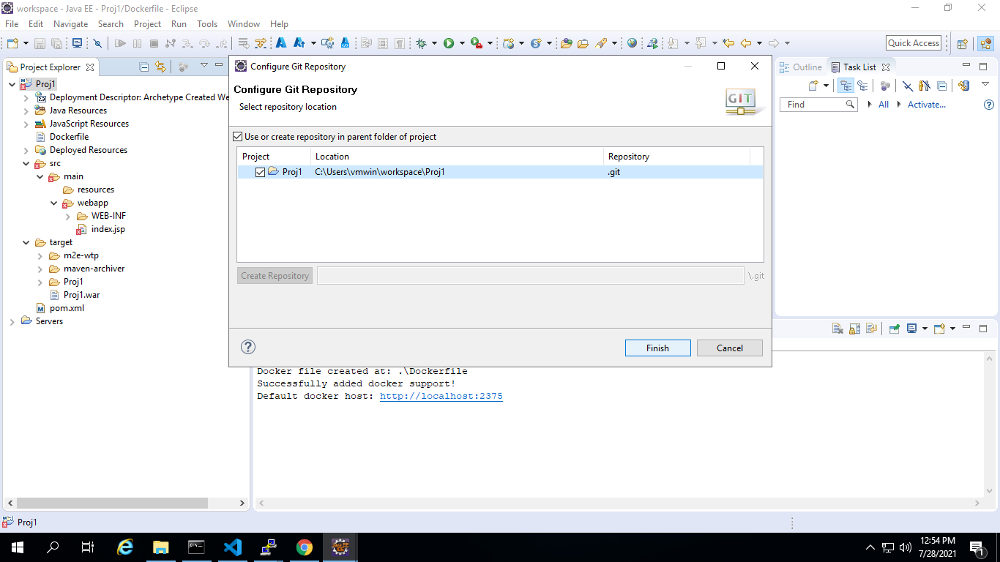 workspace - Java EE - Proj1/Dockerfile - Eclipse
File Edit Navigate Search Project Run Tools Window Help
Quick Access
Project Explorer
Proj1
Deployment Descriptor: Archetype Created We
Java Resources
JavaScript Resources
Dockerfile
Deployed Resources
src
main
resources
webapp
WEB-INF
index.jsp
target
m2e-wtp
maven-archiver
Proj1
Proj1.war
pom.xml
Servers
Configure Git Repository
Configure Git Repository
Select repository location
GIT
Use or create repository in parent folder of project
Project Location Repository
Proj1 C:\Users\vmwin\workspace\Proj1 .git
Create Repository \.git
Finish Cancel
Outline Task List
Find All Activate...
Docker file created at: .\Dockerfile
Successfully added docker support!
Default docker host: http://localhost:2375
Proj1
12:54 PM
7/28/2021
1